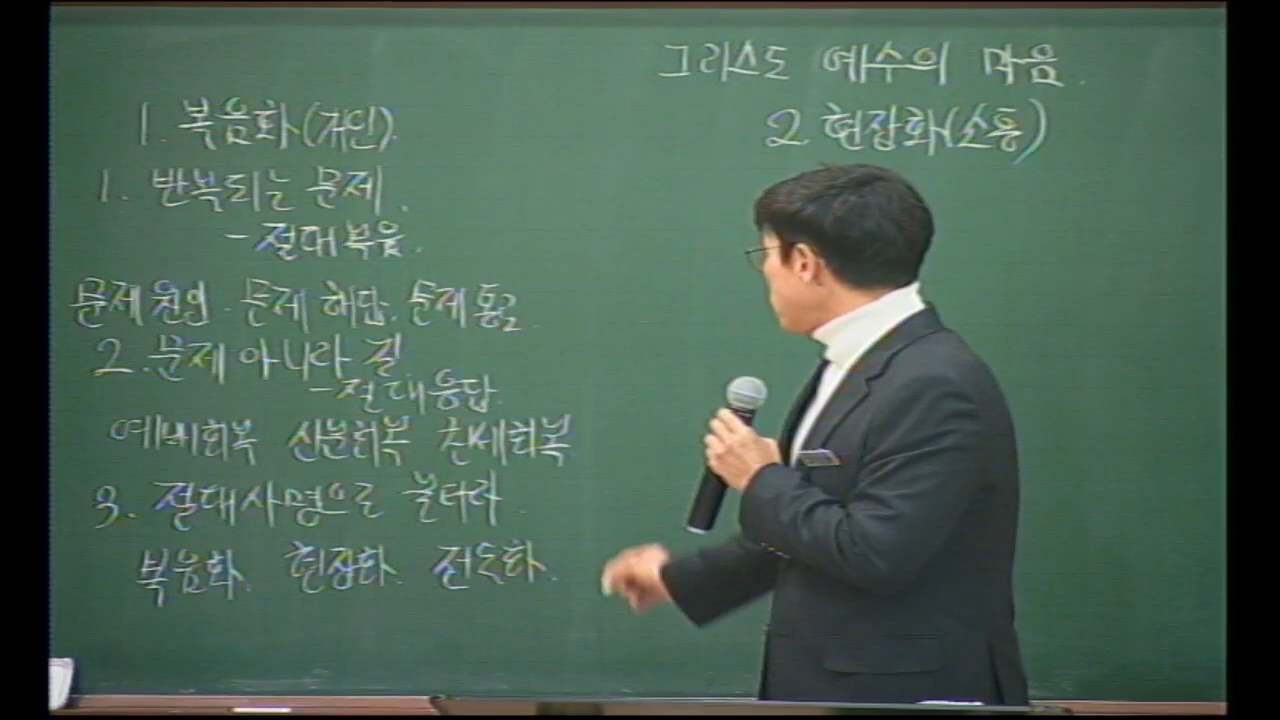 그리스도 예수의 마음.
1. 복음화(개인).
1. 반복되는 문제.
- 절대복음.
문제원인. 문제해답. 문제통로.
2. 문제 아니라 길.
- 절대응답.
예배회복 신분회복 전세회복
3. 절대사명으로 불타라.
복음화. 현장화. 전도화.
2. 현장화(소통)